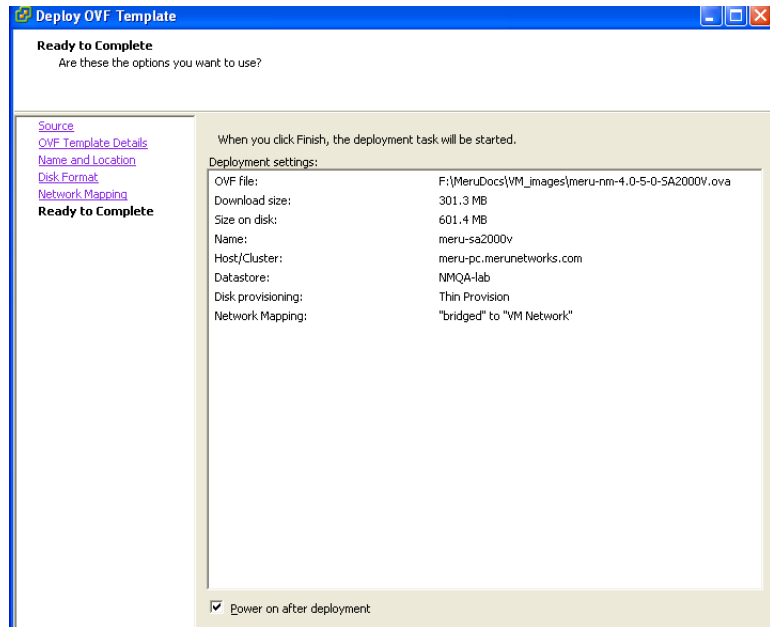 Deploy OVF Template
Ready to Complete
Are these the options you want to use?
Source
OVF Template Details
Name and Location
Disk Format
Network Mapping
Ready to Complete
When you click Finish, the deployment task will be started.
Deployment settings:
OVF file: F:\MeruDocs\VM_images\meru-nm-4.0-5-0-SA2000V.ova
Download size: 301.3 MB
Size on disk: 601.4 MB
Name: meru-sa2000v
Host/Cluster: meru-pc.merunetworks.com
Datastore: NMQA-lab
Disk provisioning: Thin Provision
Network Mapping: "bridged" to "VM Network"
Power on after deployment